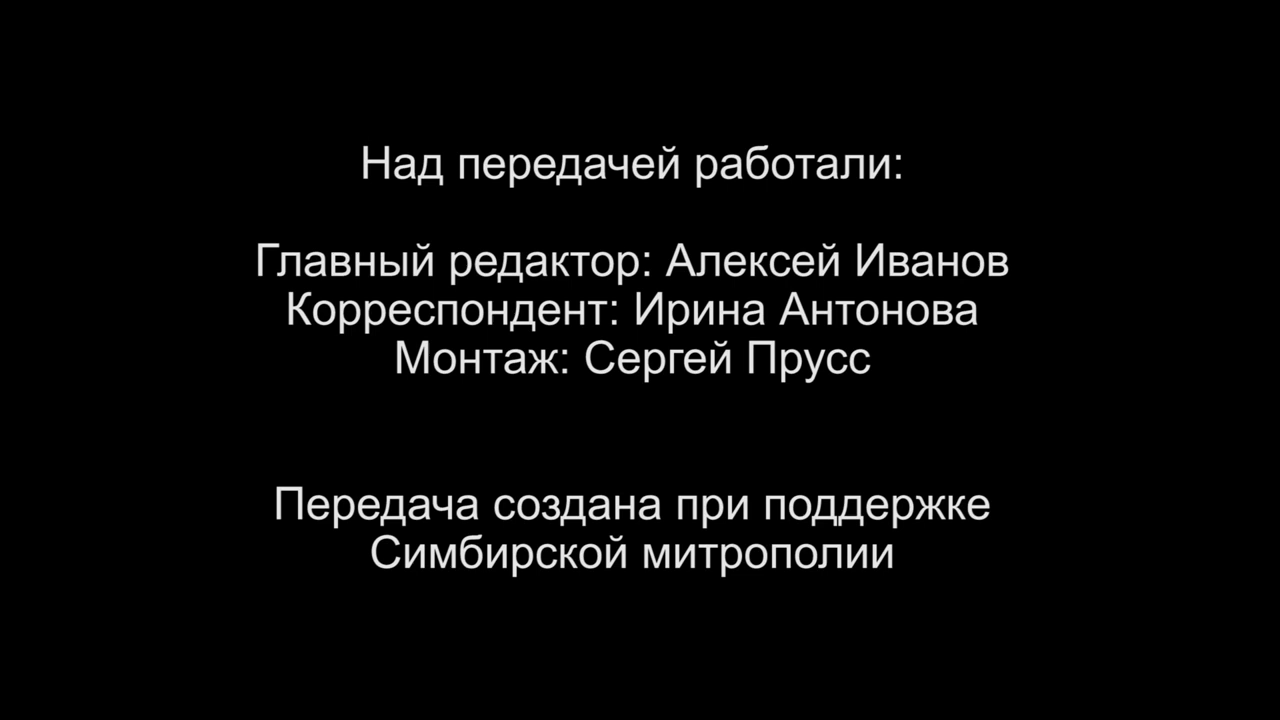 Над передачей работали:
Главный редактор: Алексей Иванов
Корреспондент: Ирина Антонова
Монтаж: Сергей Прусс
Передача создана при поддержке
Симбирской митрополии